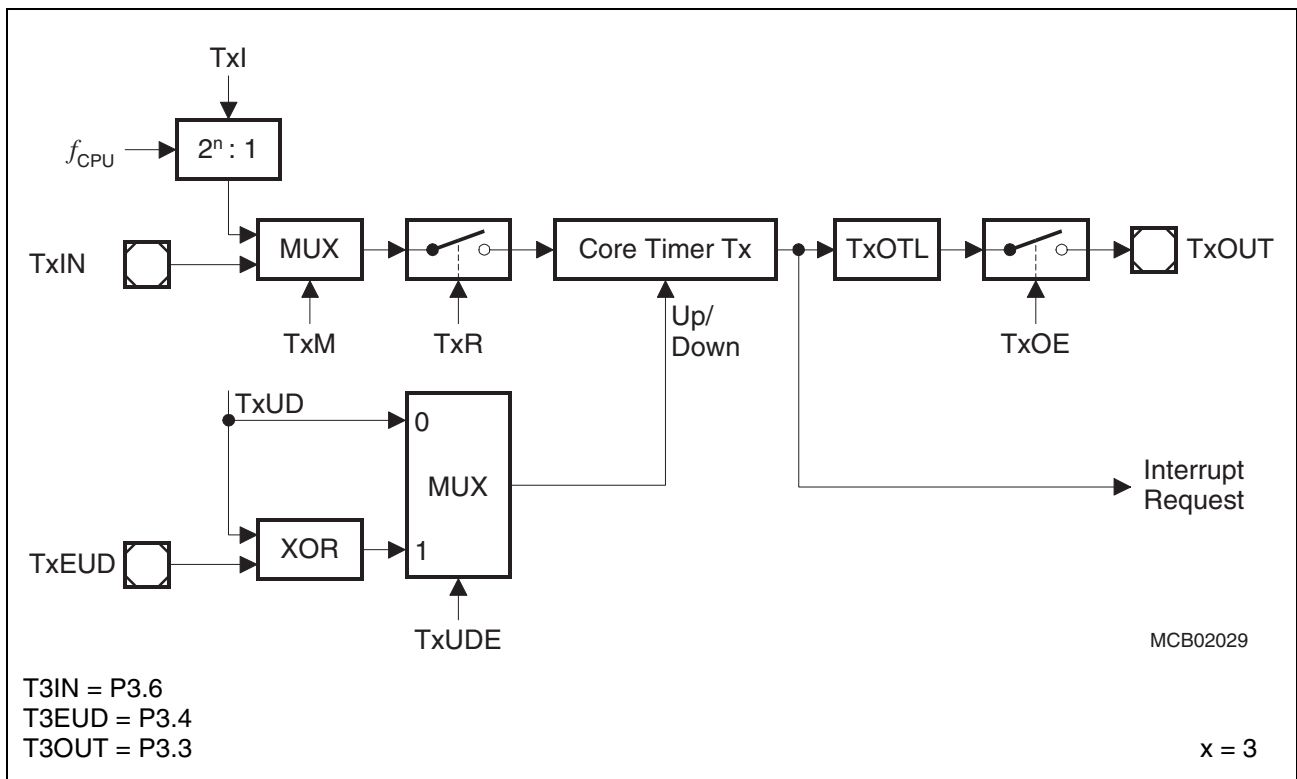 TxI
fCPU
2ⁿ : 1
TxIN
MUX
Core Timer Tx
TxOTL
TxOUT
TxM
TxR
Up/
Down
TxOE
TxUD
0
MUX
Interrupt
Request
TxEUD
XOR
1
TxUDE
MCB02029
T3IN = P3.6
T3EUD = P3.4
T3OUT = P3.3
x = 3